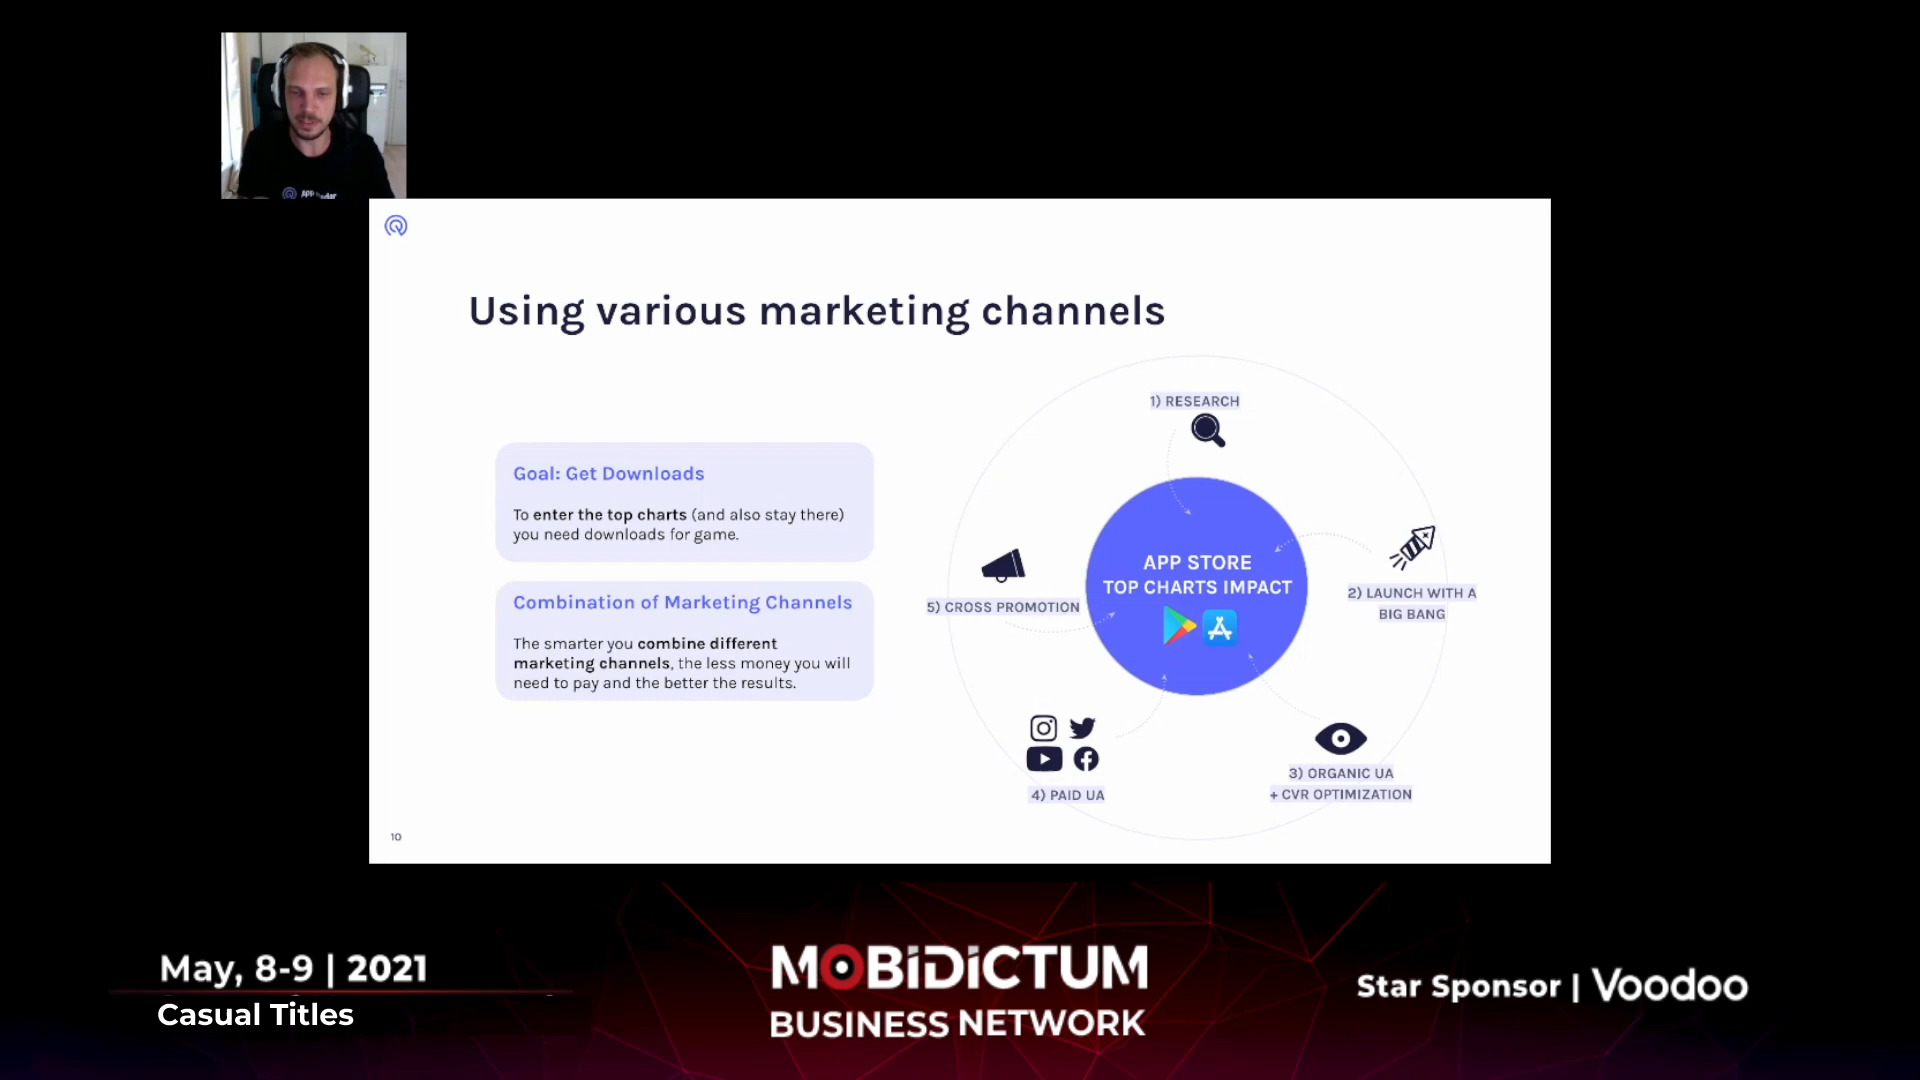 APP
Using various marketing channels
Goal: Get Downloads
To enter the top charts (and also stay there)
you need downloads for game.
Combination of Marketing Channels
The smarter you combine different
marketing channels, the less money you will
need to pay and the better the results.
1) RESEARCH
APP STORE
TOP CHARTS IMPACT
2) LAUNCH WITH A
BIG BANG
3) ORGANIC UA
+ CVR OPTIMIZATION
4) PAID UA
5) CROSS PROMOTION
10
May, 8-9 | 2021
Casual Titles
MOBiDiCTUM
BUSINESS NETWORK
Star Sponsor | Voodoo